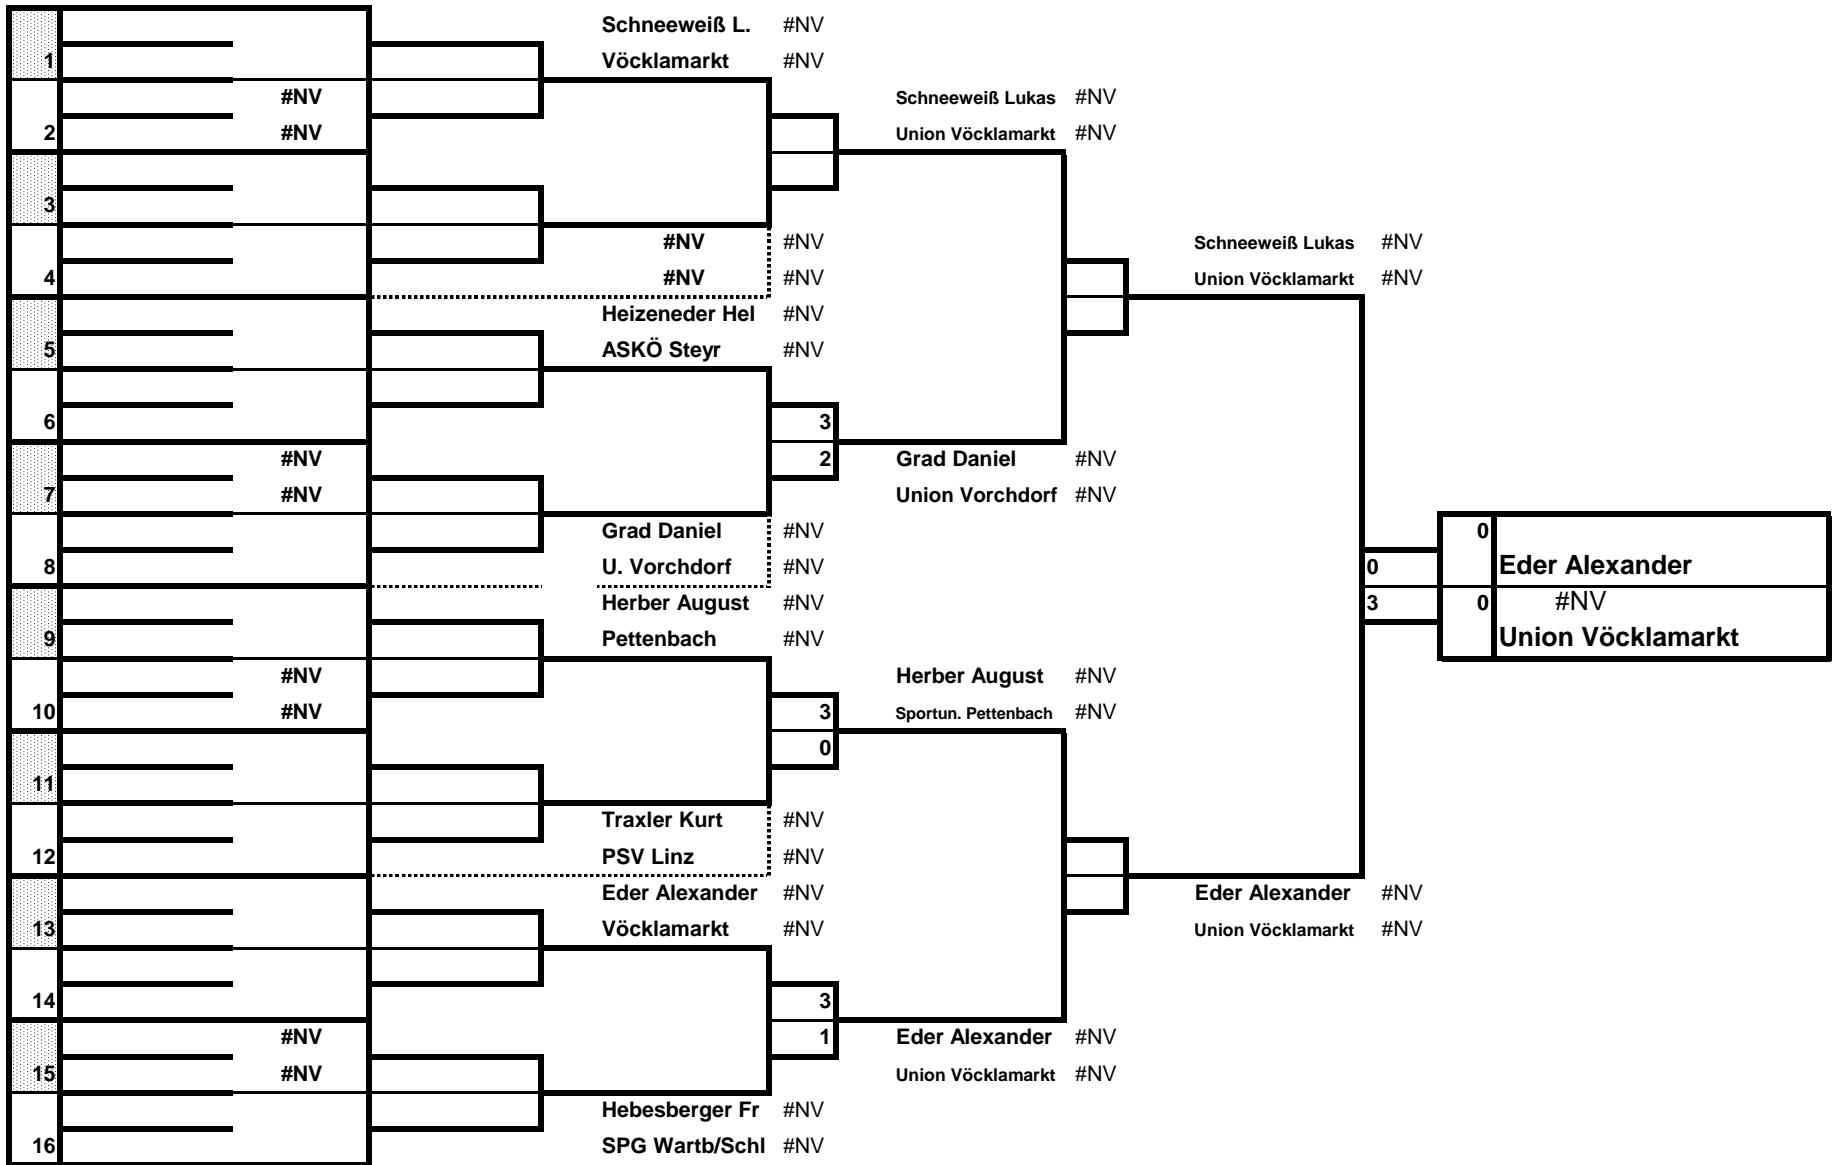 Schneeweiß L. #NV
1 Vöcklamarkt #NV
#NV Schneeweiß Lukas #NV
2 #NV Union Vöcklamarkt #NV
3
#NV #NV Schneeweiß Lukas #NV
4 #NV #NV Union Vöcklamarkt #NV
Heizeneder Hel #NV
5 ASKÖ Steyr #NV
6 3
#NV 2 Grad Daniel #NV
7 #NV Union Vorchdorf #NV
Grad Daniel #NV 0
8 U. Vorchdorf #NV 0 Eder Alexander
Herber August #NV 3 0 #NV
9 Pettenbach #NV Union Vöcklamarkt
#NV Herber August #NV
10 #NV 3 Sportun. Pettenbach #NV
0
11
Traxler Kurt #NV
12 PSV Linz #NV
Eder Alexander #NV Eder Alexander #NV
13 Vöcklamarkt #NV Union Vöcklamarkt #NV
14 3
#NV 1 Eder Alexander #NV
15 #NV Union Vöcklamarkt #NV
Hebesberger Fr #NV
16 SPG Wartb/Schl #NV